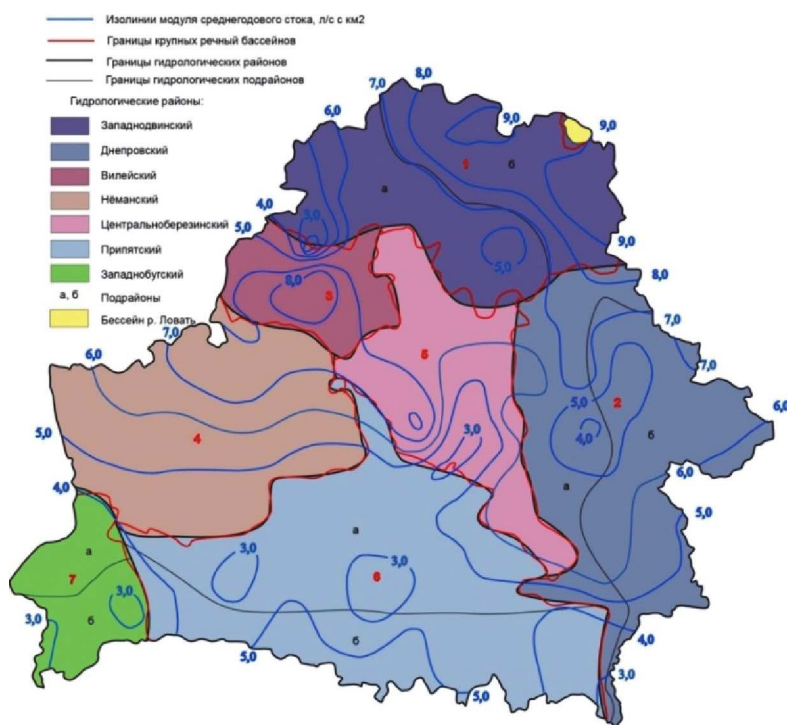 Изолинии модуля среднегодового стока, л/с с км2
Границы крупных речный бассейнов
Границы гидрологических районов
Границы гидрологических подрайонов
Гидрологические районы:
Западнодвинский
Днепровский
Вилейский
Нёманский
Центральноберезинский
Припятский
Западнобугский
а, б Подрайоны
Бессейн р. Ловать
8,0
7,0
6,0
9,0
9,0
1
б
а
4,0
3,0
5,0
5,0
9,0
8,0
8,0
3
7,0
7,0
7,0
6,0
5
5,0
2
6,0
4,0
3,0
4
б
5,0
6,0
4,0
а
5,0
а
а
3,0
3,0
7
6
3,0
б
3,0
б
4,0
5,0
5,0
3,0